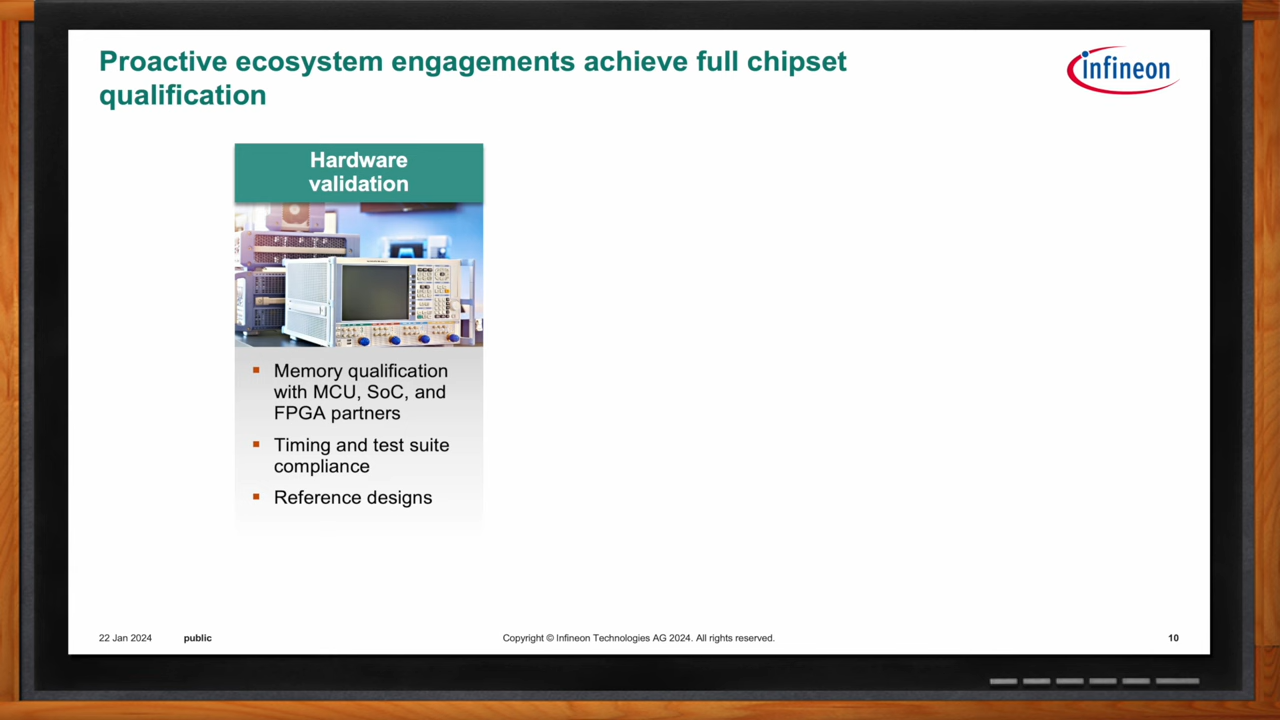 Proactive ecosystem engagements achieve full chipset
qualification
infineon
Hardware
validation
▪ Memory qualification
with MCU, SoC, and
FPGA partners
▪ Timing and test suite
compliance
▪ Reference designs
22 Jan 2024 public Copyright © Infineon Technologies AG 2024. All rights reserved. 10